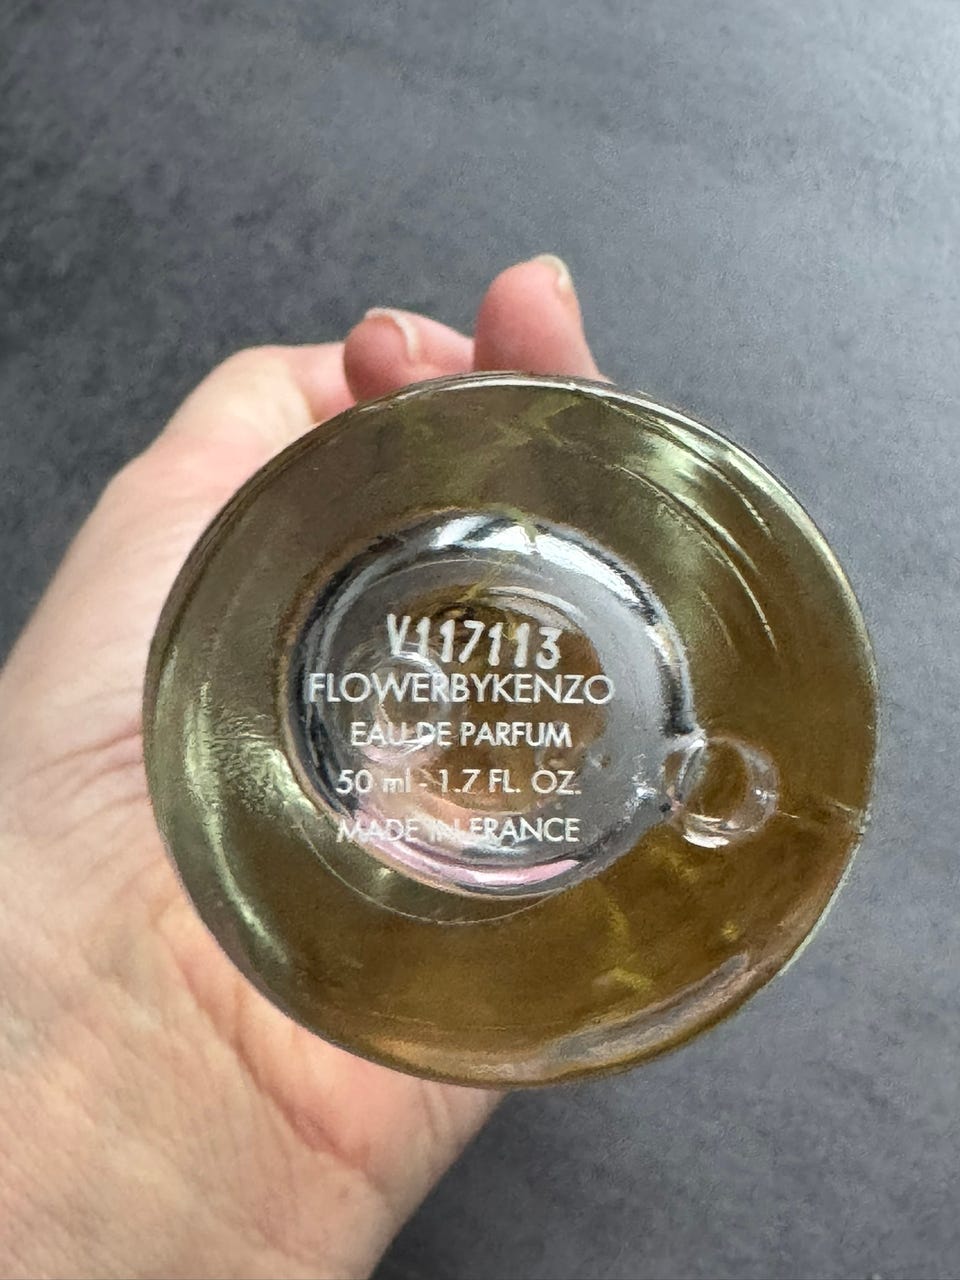 V117113
FLOWERBYKENZO
EAU DE PARFUM
50 ml - 1.7 FL. OZ.
MADE IN FRANCE